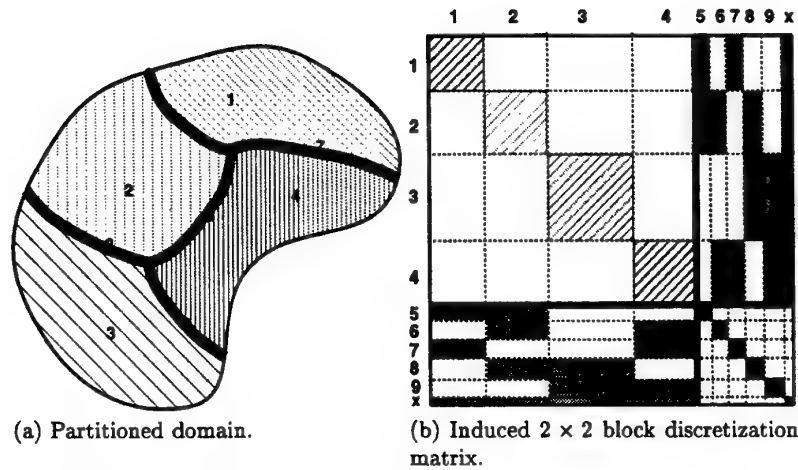 1 2 3 4 5 6 7 8 9 x
1
1
2
7
2
4
3
3
4
5
6
7
8
9
x
(a) Partitioned domain.
(b) Induced 2 × 2 block discretization
matrix.